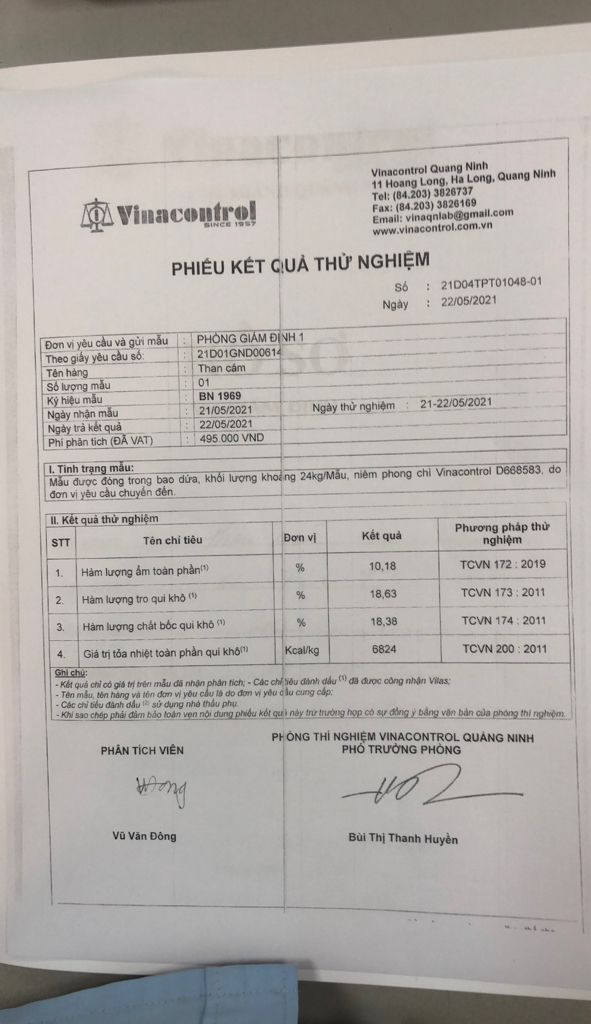 Vinacontrol
SINCE 1957
Vinacontrol Quang Ninh
11 Hoang Long, Ha Long, Quang Ninh
Tel: (84.203) 3826737
Fax: (84.203) 3826169
Email: vinaqnlab@gmail.com
www.vinacontrol.com.vn
PHIẾU KẾT QUẢ THỬ NGHIỆM
Số : 21D04TPT01048-01
Ngày : 22/05/2021
Đơn vị yêu cầu và gửi mẫu : PHÒNG GIÁM ĐỊNH 1
Theo giấy yêu cầu số: : 21D01GND00614
Tên hàng : Than cám
Số lượng mẫu : 01
Ký hiệu mẫu : BN 1969
Ngày nhận mẫu : 21/05/2021 Ngày thử nghiệm : 21-22/05/2021
Ngày trả kết quả : 22/05/2021
Phí phân tích (ĐÃ VAT) : 495.000 VND
I. Tình trạng mẫu:
Mẫu được đóng trong bao dứa, khối lượng khoảng 24kg/Mẫu, niêm phong chì Vinacontrol D668583, do
đơn vị yêu cầu chuyển đến.
II. Kết quả thử nghiệm
STT Tên chỉ tiêu Đơn vị Kết quả Phương pháp thử nghiệm
1. Hàm lượng ẩm toàn phần(1) % 10,18 TCVN 172 : 2019
2. Hàm lượng tro qui khô (1) % 18,63 TCVN 173 : 2011
3. Hàm lượng chất bốc qui khô (1) % 18,38 TCVN 174 : 2011
4. Giá trị tỏa nhiệt toàn phần qui khô(1) Kcal/kg 6824 TCVN 200 : 2011
Ghi chú:
- Kết quả chỉ có giá trị trên mẫu đã nhận phân tích; - Các chỉ tiêu đánh dấu (1) đã được công nhận Vilas;
- Tên mẫu, tên hàng và tên đơn vị yêu cầu là do đơn vị yêu cầu cung cấp;
- Các chỉ tiêu đánh dấu (2) sử dụng nhà thầu phụ.
- Khi sao chép phải đảm bảo toàn vẹn nội dung phiếu kết quả này trừ trường hợp có sự đồng ý bằng văn bản của phòng thí nghiệm.
PHÒNG THÍ NGHIỆM VINACONTROL QUẢNG NINH
PHÂN TÍCH VIÊN PHÓ TRƯỞNG PHÒNG
Vũ Văn Đông Bùi Thị Thanh Huyền